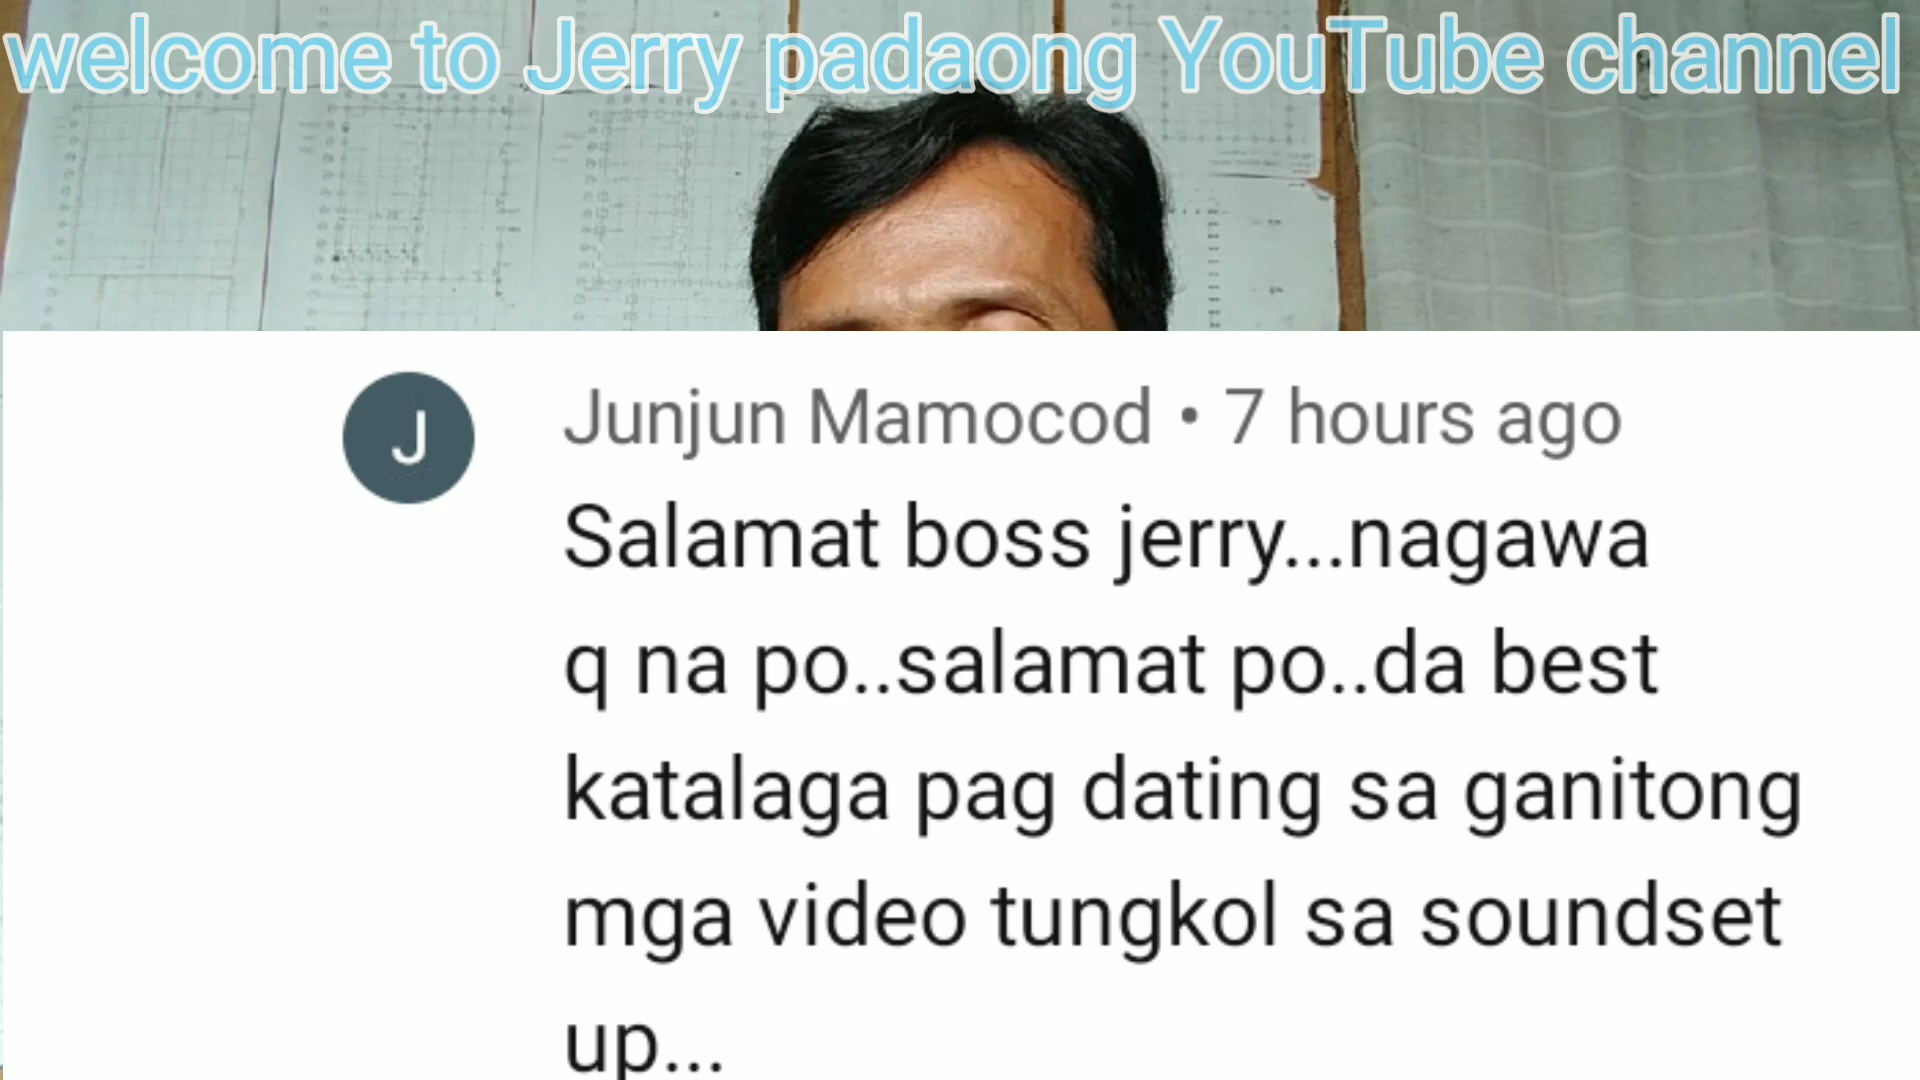 welcome to Jerry padaong YouTube channel
J
Junjun Mamocod • 7 hours ago
Salamat boss jerry...nagawa
q na po..salamat po..da best
katalaga pag dating sa ganitong
mga video tungkol sa soundset
up...